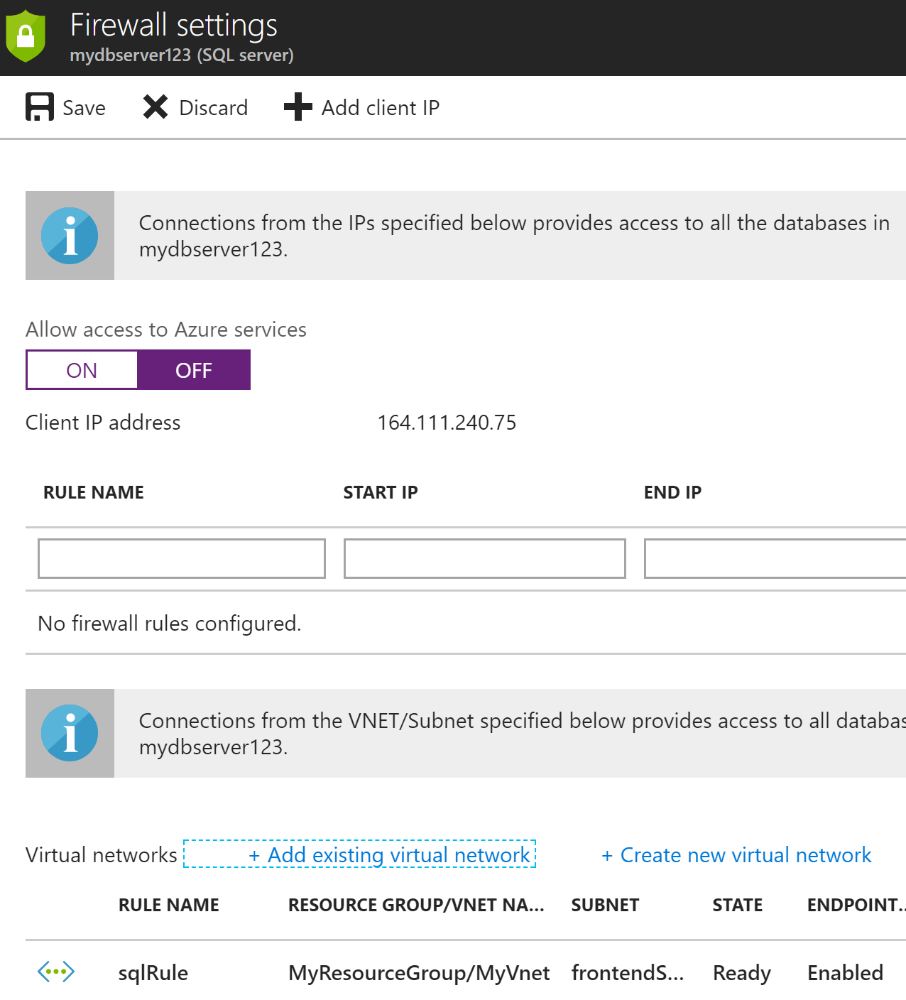 Firewall settings
mydbserver123 (SQL server)
Save Discard Add client IP
Connections from the IPs specified below provides access to all the databases in
mydbserver123.
Allow access to Azure services
ON OFF
Client IP address 164.111.240.75
RULE NAME START IP END IP
No firewall rules configured.
Connections from the VNET/Subnet specified below provides access to all databas
mydbserver123.
Virtual networks + Add existing virtual network + Create new virtual network
RULE NAME RESOURCE GROUP/VNET NA... SUBNET STATE ENDPOINT..
sqlRule MyResourceGroup/MyVnet frontendS... Ready Enabled